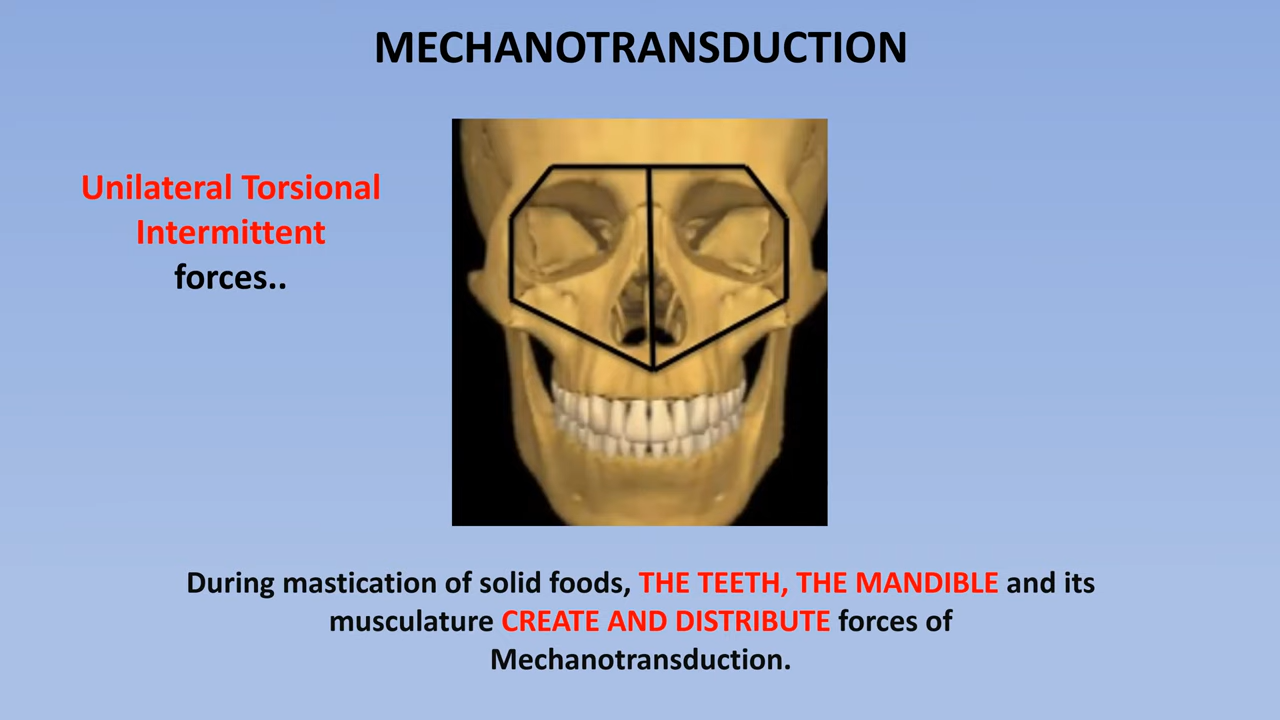 MECHANOTRANSDUCTION
Unilateral Torsional
Intermittent
forces..
During mastication of solid foods, THE TEETH, THE MANDIBLE and its
musculature CREATE AND DISTRIBUTE forces of
Mechanotransduction.